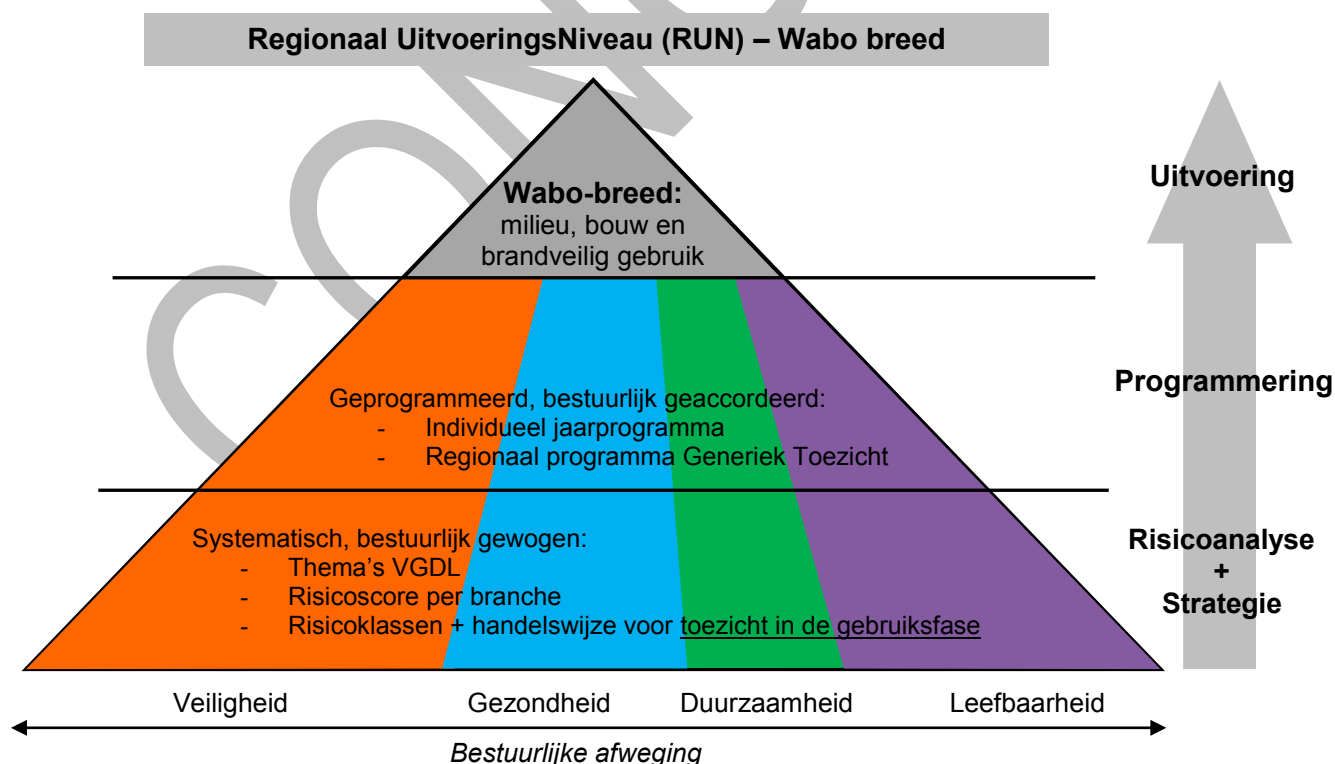 Regionaal UitvoeringsNiveau (RUN) – Wabo breed
Wabo-breed:
milieu, bouw en
brandveilig gebruik
Uitvoering
Geprogrammeerd, bestuurlijk geaccordeerd:
- Individueel jaarprogramma
- Regionaal programma Generiek Toezicht
Programmering
Systematisch, bestuurlijk gewogen:
- Thema's VGDL
- Risicoscore per branche
- Risicoklassen + handelswijze voor toezicht in de gebruiksfase
Risicoanalyse
+
Strategie
Veiligheid Gezondheid Duurzaamheid Leefbaarheid
Bestuurlijke afweging